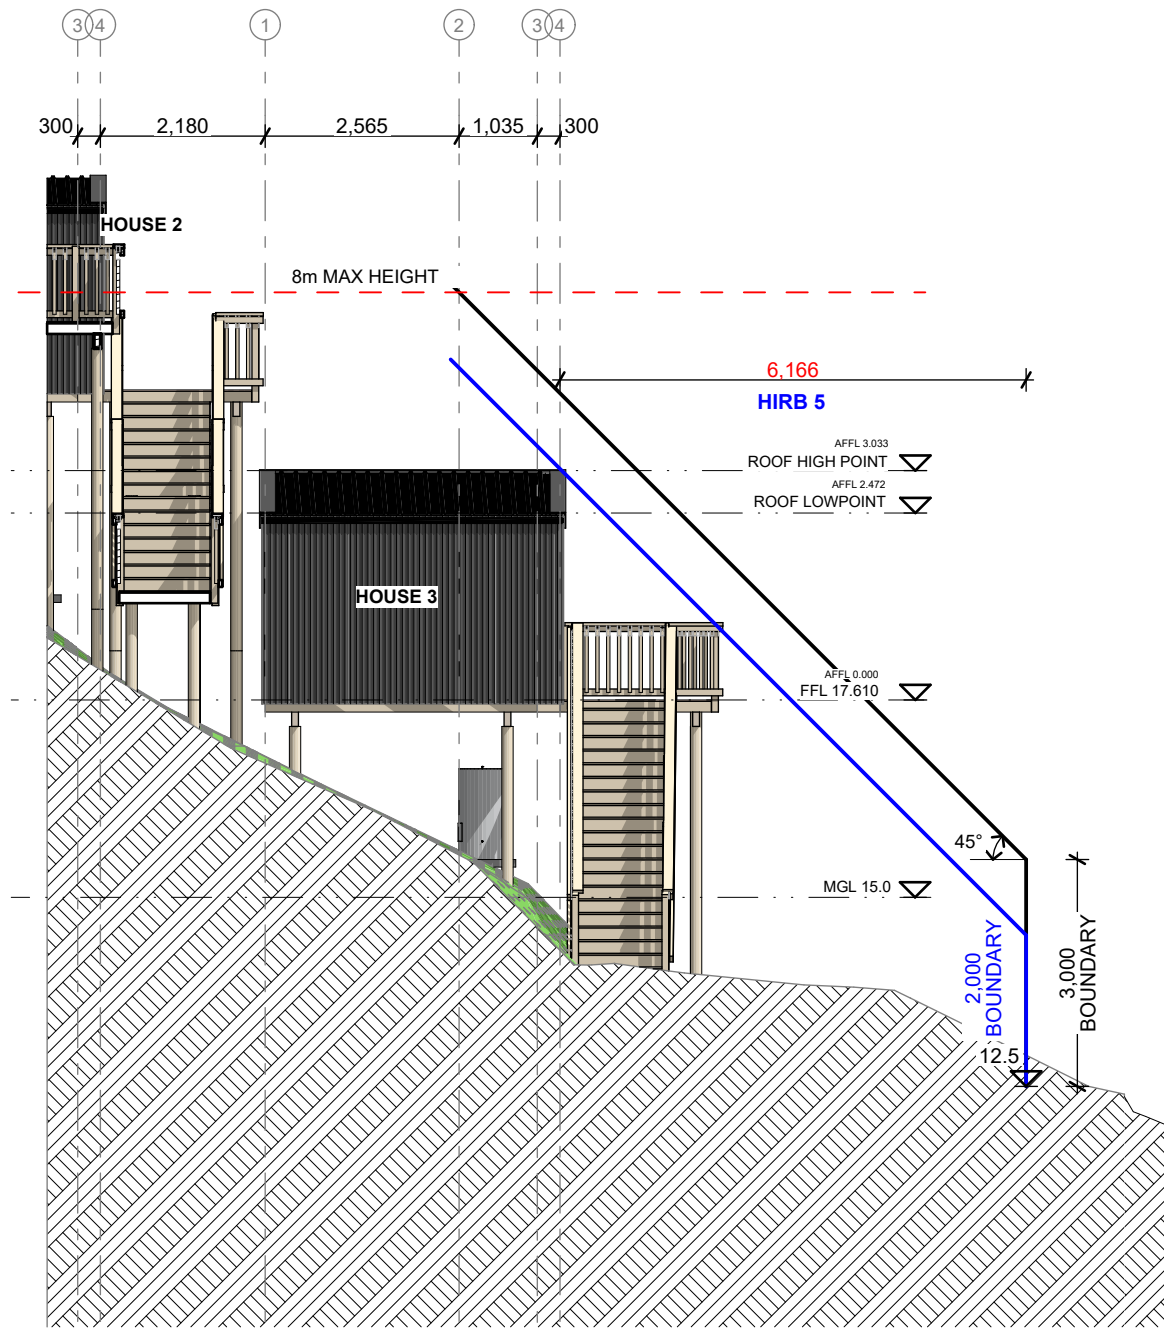 3 4 1 2 3 4
300 2,180 2,565 1,035 300
HOUSE 2
8m MAX HEIGHT
6,166
HIRB 5
AFFL 3.033
ROOF HIGH POINT
AFFL 2.472
ROOF LOWPOINT
HOUSE 3
AFFL 0.000
FFL 17.610
45°
MGL 15.0
2,000
BOUNDARY
3,000
BOUNDARY
12.5